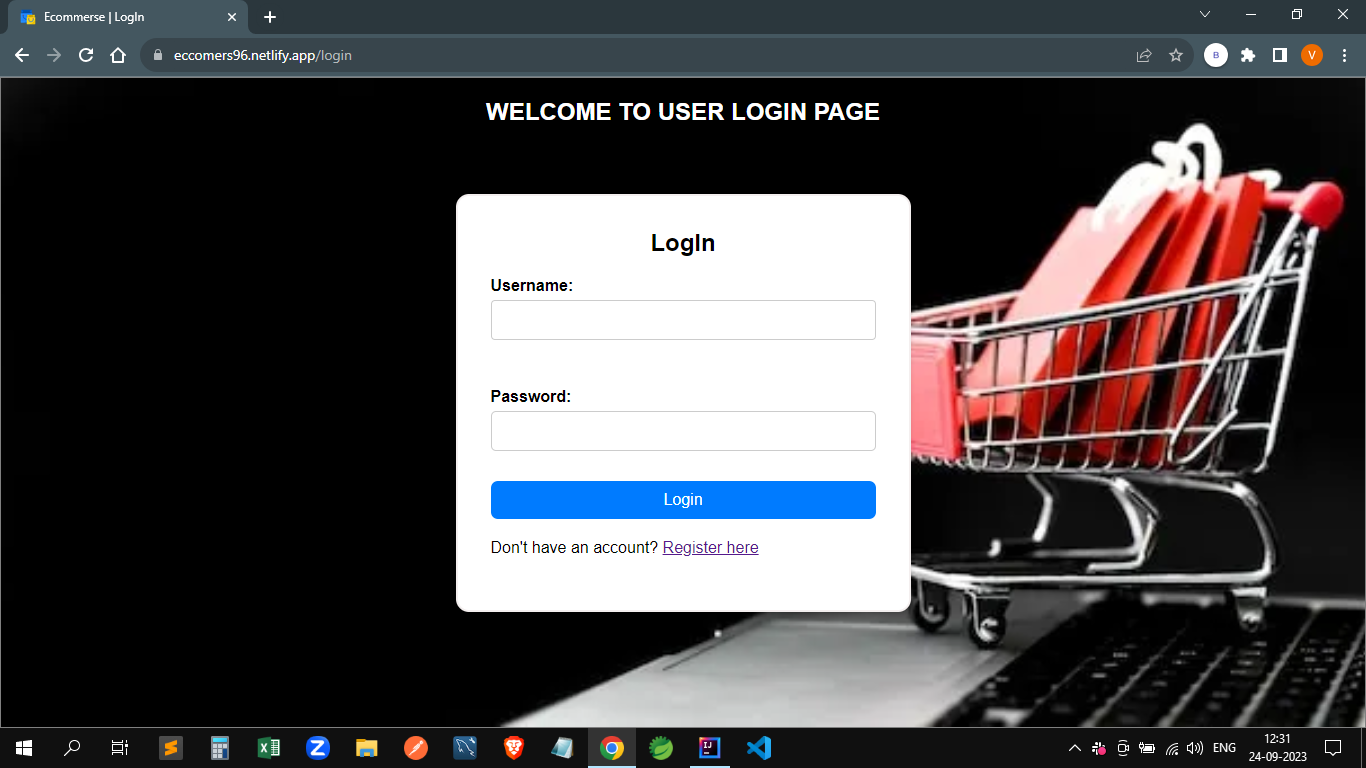 Ecommerse | LogIn
eccomers96.netlify.app/login
B
V
WELCOME TO USER LOGIN PAGE
LogIn
Username:
Password:
Login
Don't have an account? Register here
ENG
12:31
24-09-2023